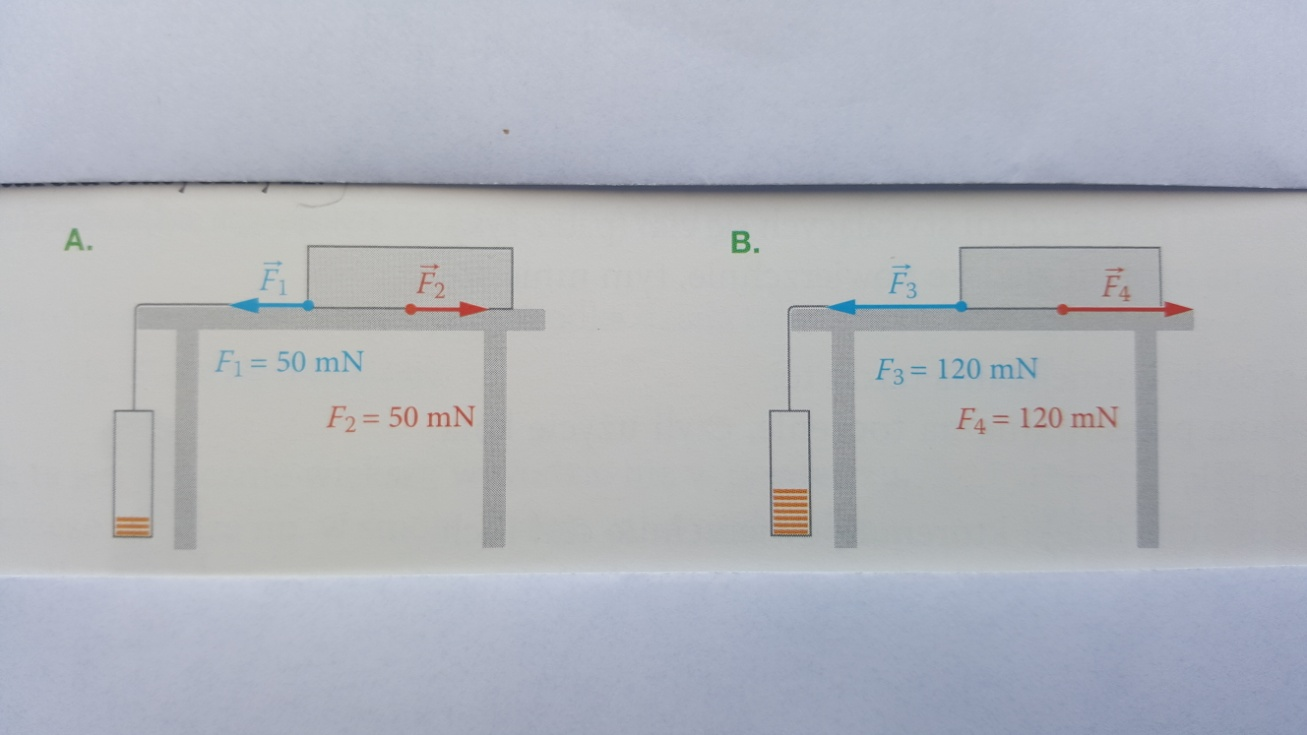 A.
F⃗1
F⃗2
F1 = 50 mN
F2 = 50 mN
B.
F⃗3
F⃗4
F3 = 120 mN
F4 = 120 mN